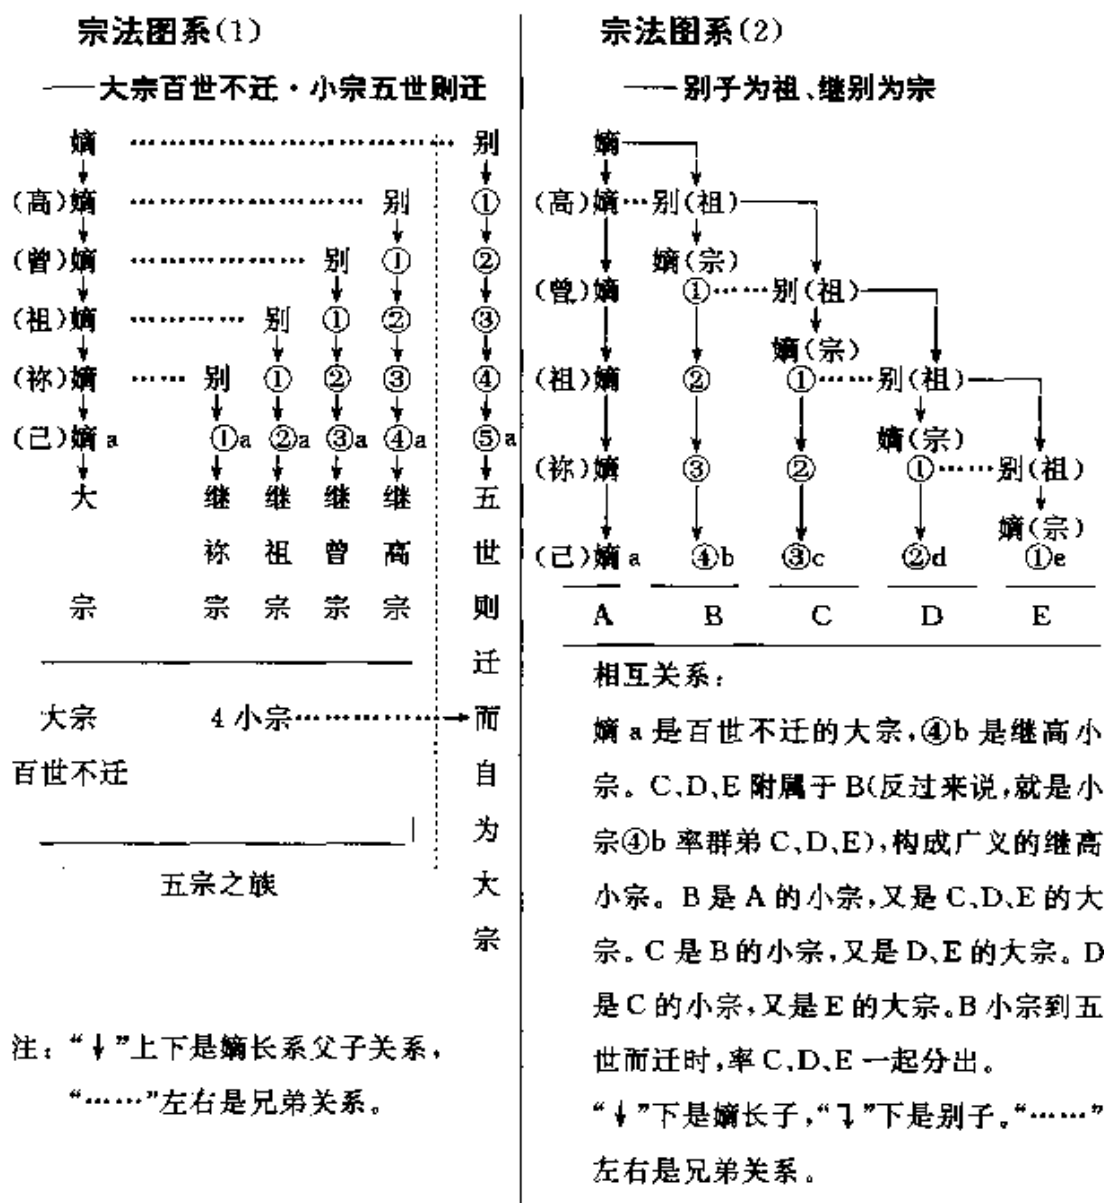 宗法图系(1)
——大宗百世不迁·小宗五世则迁
嫡 ………………… 别
(高)嫡 ………………… 别 ①
(曾)嫡 …………… 别 ① ②
(祖)嫡 ……… 别 ① ② ③
(祢)嫡 …… 别 ① ② ③ ④
(己)嫡a ①a ②a ③a ④a ⑤a
大 继 继 继 继 五
祢 祖 曾 高 世
宗 宗 宗 宗 宗 则
迁
大宗 4小宗………… 而
百世不迁 自
为
五宗之族 大
宗
注：“↓”上下是嫡长系父子关系，
“……”左右是兄弟关系。
宗法图系(2)
——别子为祖、继别为宗
嫡
(高)嫡…别(祖)
嫡(宗)
(曾)嫡 ①……别(祖)
嫡(宗)
(祖)嫡 ② ①……别(祖)
嫡(宗)
(祢)嫡 ③ ② ①……别(祖)
嫡(宗)
(己)嫡a ④b ③c ②d ①e
A B C D E
相互关系：
嫡a是百世不迁的大宗，④b是继高小
宗。C、D、E附属于B(反过来说，就是小
宗④b率群弟C、D、E)，构成广义的继高
小宗。B是A的小宗，又是C、D、E的大
宗。C是B的小宗，又是D、E的大宗。D
是C的小宗，又是E的大宗。B小宗到五
世而迁时，率C、D、E一起分出。
“↓”下是嫡长子，“⤵”下是别子。“……”
左右是兄弟关系。